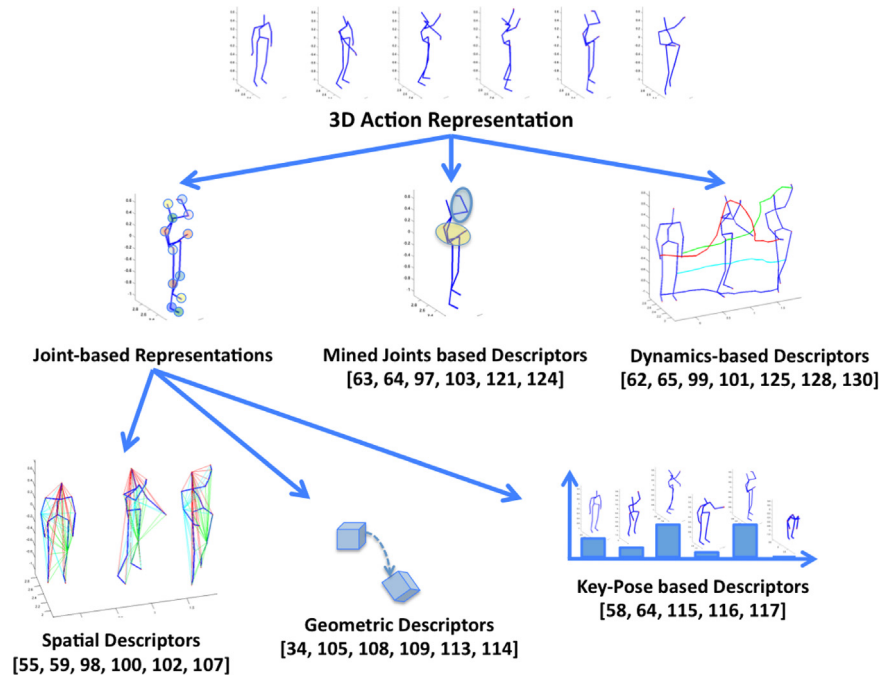 3D Action Representation
Joint-based Representations
Mined Joints based Descriptors
[63, 64, 97, 103, 121, 124]
Dynamics-based Descriptors
[62, 65, 99, 101, 125, 128, 130]
Spatial Descriptors
[55, 59, 98, 100, 102, 107]
Geometric Descriptors
[34, 105, 108, 109, 113, 114]
Key-Pose based Descriptors
[58, 64, 115, 116, 117]